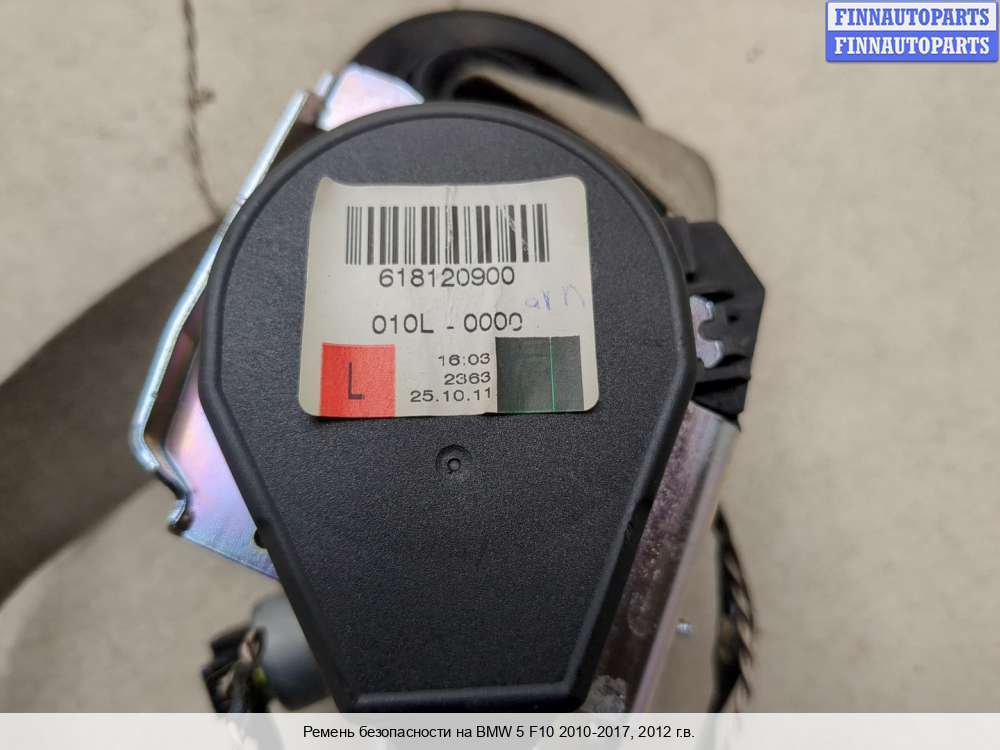 FINNAUTOPARTS
FINNAUTOPARTS
618120900
010L - 0000
L
16:03
2363
25.10.11
Ремень безопасности на BMW 5 F10 2010-2017, 2012 г.в.